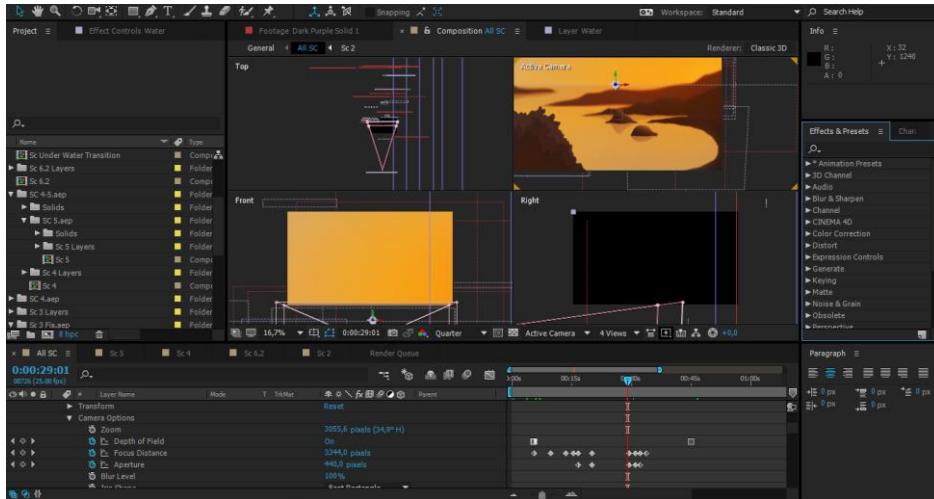 Snapping
Workspace: Standard
Search Help
Project
Effect Controls Water
Footage Dark Purple Solid 1
Composition All SC
Layer Water
Info
General
All SC
Sc 2
Renderer: Classic 3D
R :
G :
B :
A : 0
X : 32
Y : 1240
Top
Active Camera
Front
Right
Name
Type
Sc Under Water Transition
Sc 6.2 Layers
Folder
Sc 6.2
SC 4-5.aep
Folder
Solids
Folder
SC 5.aep
Folder
Solids
Folder
Sc 5 Layers
Folder
Sc 5
Sc 4 Layers
Folder
Sc 4
SC 4.aep
Folder
Sc 3 Layers
Folder
Sc 3 Fix.aep
Folder
8 bpc
16,7%
0:00:29:01
Quarter
Active Camera
4 Views
+0,0
Effects & Presets
* Animation Presets
3D Channel
Audio
Blur & Sharpen
Channel
CINEMA 4D
Color Correction
Distort
Expression Controls
Generate
Keying
Matte
Noise & Grain
Obsolete
Perspective
All SC
Sc 5
Sc 4
Sc 6.2
Sc 2
Render Queue
0:00:29:01
00726 (25.00 fps)
# Layer Name
Mode
T TrkMat
Parent
00:15s
00:45s
01:00s
Transform
Reset
Camera Options
Zoom
3055,6 pixels (34,9° H)
Depth of Field
On
Focus Distance
3344,0 pixels
Aperture
440,0 pixels
Blur Level
100%
Iris Shape
Fast Rectangle
Paragraph
0 px
0 px
0 px
0 px
0 px